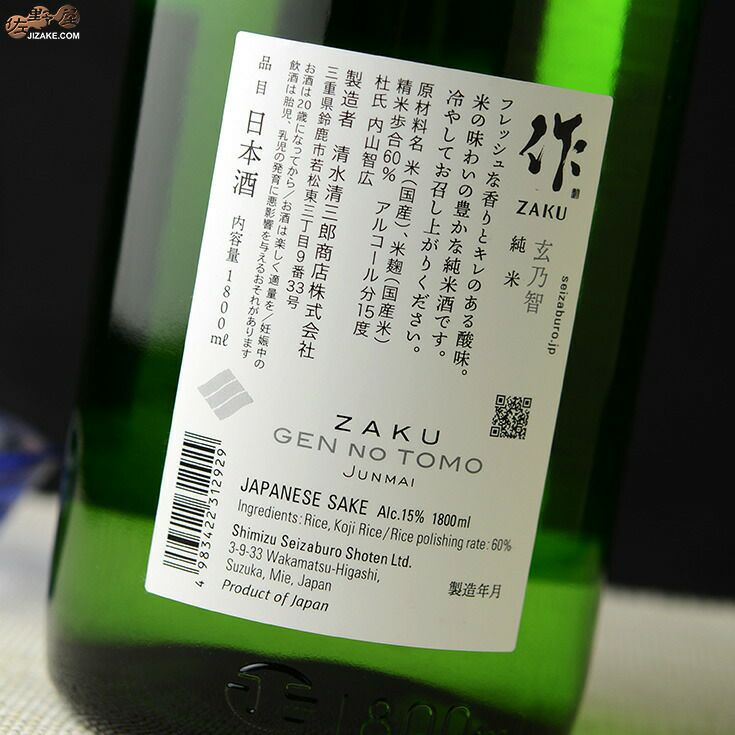 佐野屋
JIZAKE.COM
作
ZAKU
玄乃智
純米
seizaburo.jp
フレッシュな香りとキレのある酸味。
米の味わいの豊かな純米酒です。
冷やしてお召し上がりください。
原材料名 米(国産)、米麹(国産米)
精米歩合60% アルコール分15度
杜氏 内山智広
製造者 清水清三郎商店株式会社
三重県鈴鹿市若松東三丁目9番33号
お酒は20歳になってから/お酒は楽しく適量を/妊娠中の
飲酒は胎児、乳児の発育に悪影響を与えるおそれがあります
品目 日本酒 内容量1800mℓ
ZAKU
GEN NO TOMO
JUNMAI
JAPANESE SAKE Alc.15% 1800ml
Ingredients: Rice, Koji Rice/Rice polishing rate: 60%
Shimizu Seizaburo Shoten Ltd.
3-9-33 Wakamatsu-Higashi,
Suzuka, Mie, Japan
Product of Japan
製造年月
4 983422 312929